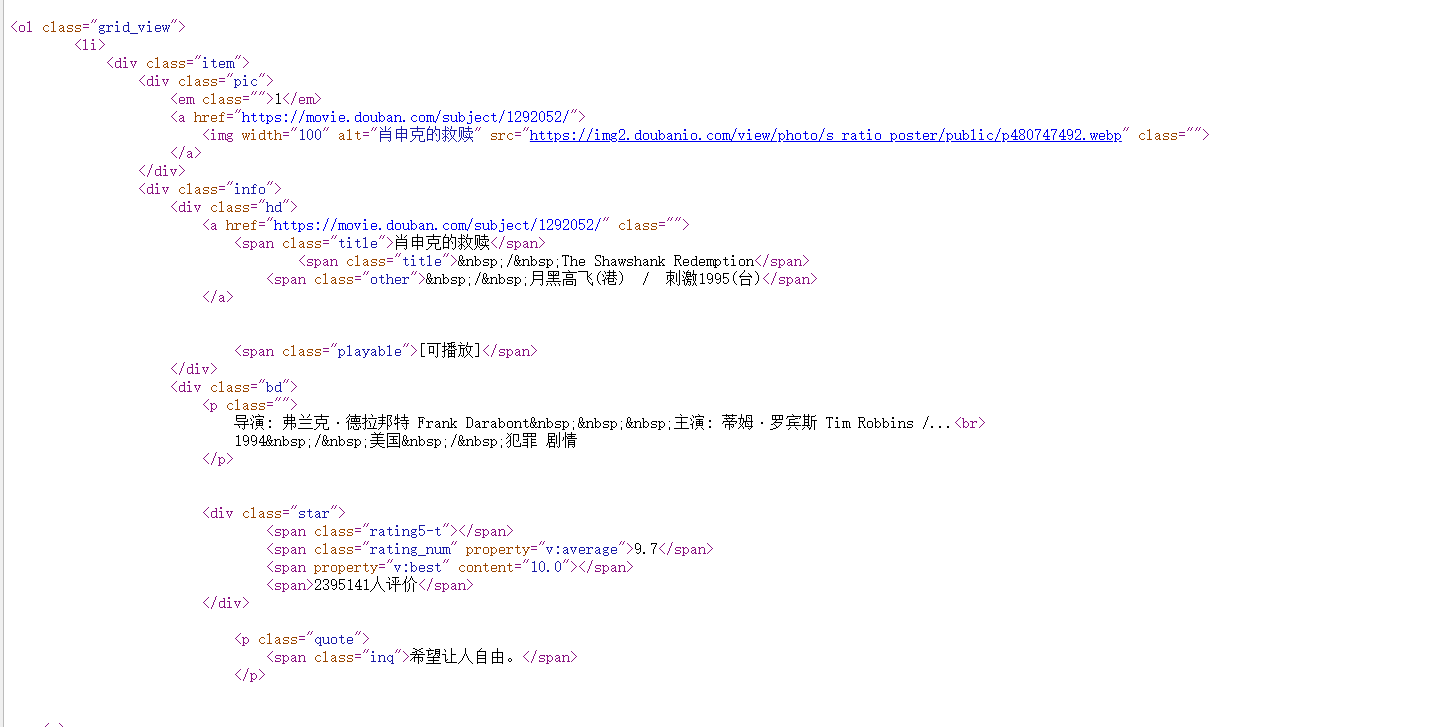 <ol class="grid_view">
<li>
<div class="item">
<div class="pic">
<em class="">1</em>
<a href="https://movie.douban.com/subject/1292052/">
<img width="100" alt="肖申克的救赎" src="https://img2.doubanio.com/view/photo/s_ratio_poster/public/p480747492.webp" class="">
</a>
</div>
<div class="info">
<div class="hd">
<a href="https://movie.douban.com/subject/1292052/" class="">
<span class="title">肖申克的救赎</span>
<span class="title">&nbsp;/&nbsp;The Shawshank Redemption</span>
<span class="other">&nbsp;/&nbsp;月黑高飞(港)  /  刺激1995(台)</span>
</a>
<span class="playable">[可播放]</span>
</div>
<div class="bd">
<p class="">
导演: 弗兰克·德拉邦特 Frank Darabont&nbsp;&nbsp;&nbsp;主演: 蒂姆·罗宾斯 Tim Robbins /...<br>
1994&nbsp;/&nbsp;美国&nbsp;/&nbsp;犯罪 剧情
</p>
<div class="star">
<span class="rating5-t"></span>
<span class="rating_num" property="v:average">9.7</span>
<span property="v:best" content="10.0"></span>
<span>2395141人评价</span>
</div>
<p class="quote">
<span class="inq">希望让人自由。</span>
</p>